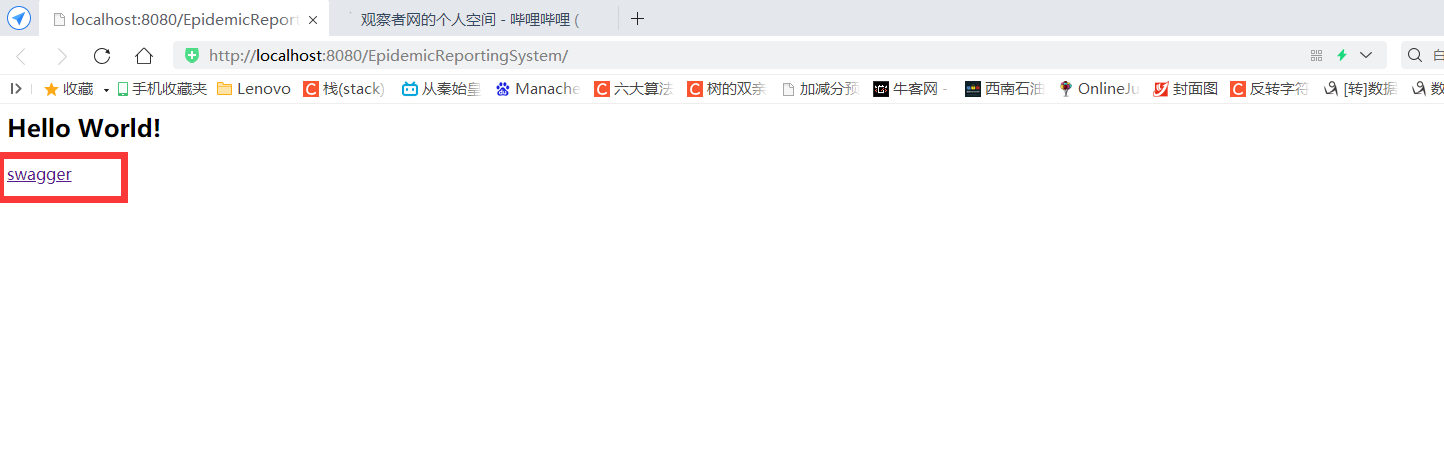 localhost:8080/EpidemicReport
观察者网的个人空间 - 哔哩哔哩 (
http://localhost:8080/EpidemicReportingSystem/
收藏 手机收藏夹 Lenovo 栈(stack) 从秦始皇 Manache 六大算法 树的双亲 加减分预 牛客网 - 西南石油 OnlineJu 封面图 反转字符 [转]数据 数
Hello World!
swagger